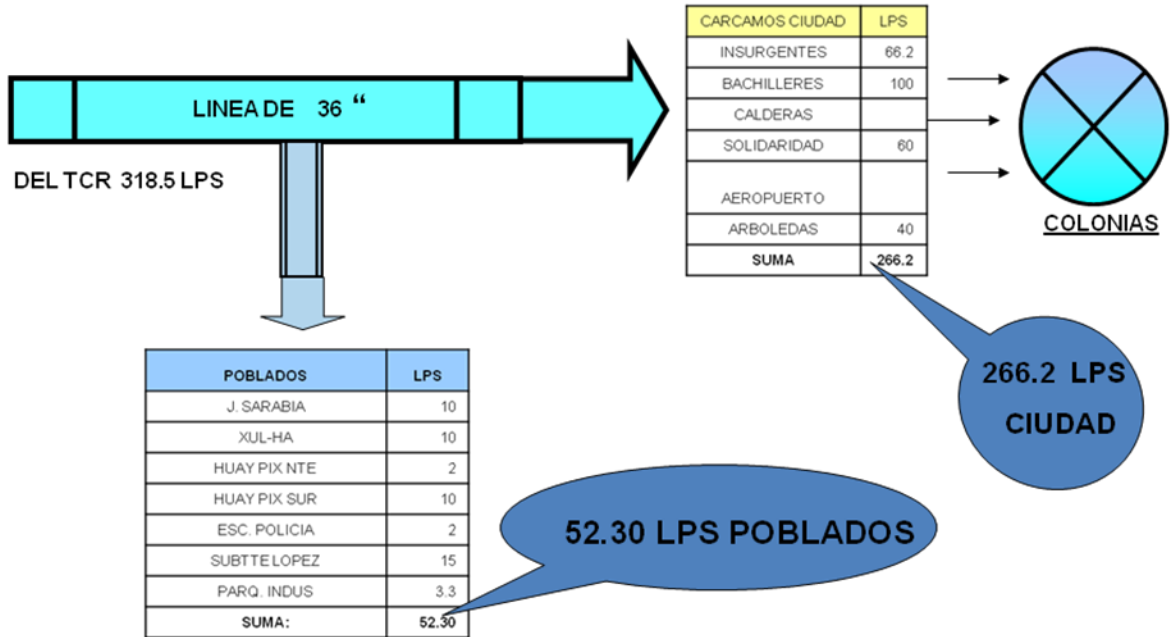 LINEA DE 36 “
DEL TCR 318.5 LPS
CARCAMOS CIUDAD LPS
INSURGENTES 66.2
BACHILLERES 100
CALDERAS
SOLIDARIDAD 60
AEROPUERTO
ARBOLEDAS 40
SUMA 266.2
COLONIAS
266.2 LPS
CIUDAD
POBLADOS LPS
J. SARABIA 10
XUL-HA 10
HUAY PIX NTE 2
HUAY PIX SUR 10
ESC. POLICIA 2
SUBTTE LOPEZ 15
PARQ. INDUS 3.3
SUMA: 52.30
52.30 LPS POBLADOS